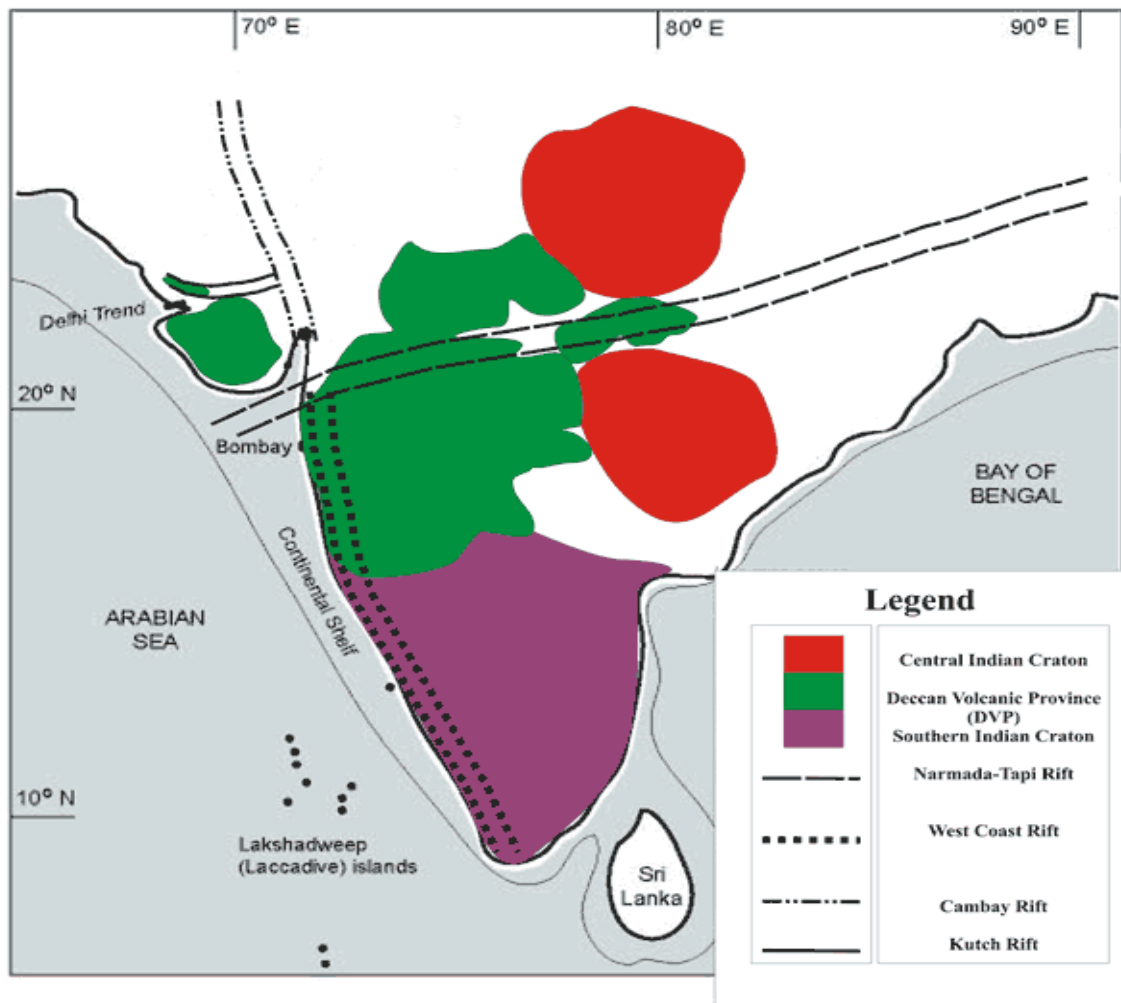 70° E
80° E
90° E
Delhi Trend
20° N
Bombay
BAY OF
BENGAL
Continental Shelf
ARABIAN
SEA
10° N
Lakshadweep
(Laccadive) islands
Sri
Lanka
Legend
Central Indian Craton
Deccan Volcanic Province
(DVP)
Southern Indian Craton
Narmada-Tapi Rift
West Coast Rift
Cambay Rift
Kutch Rift